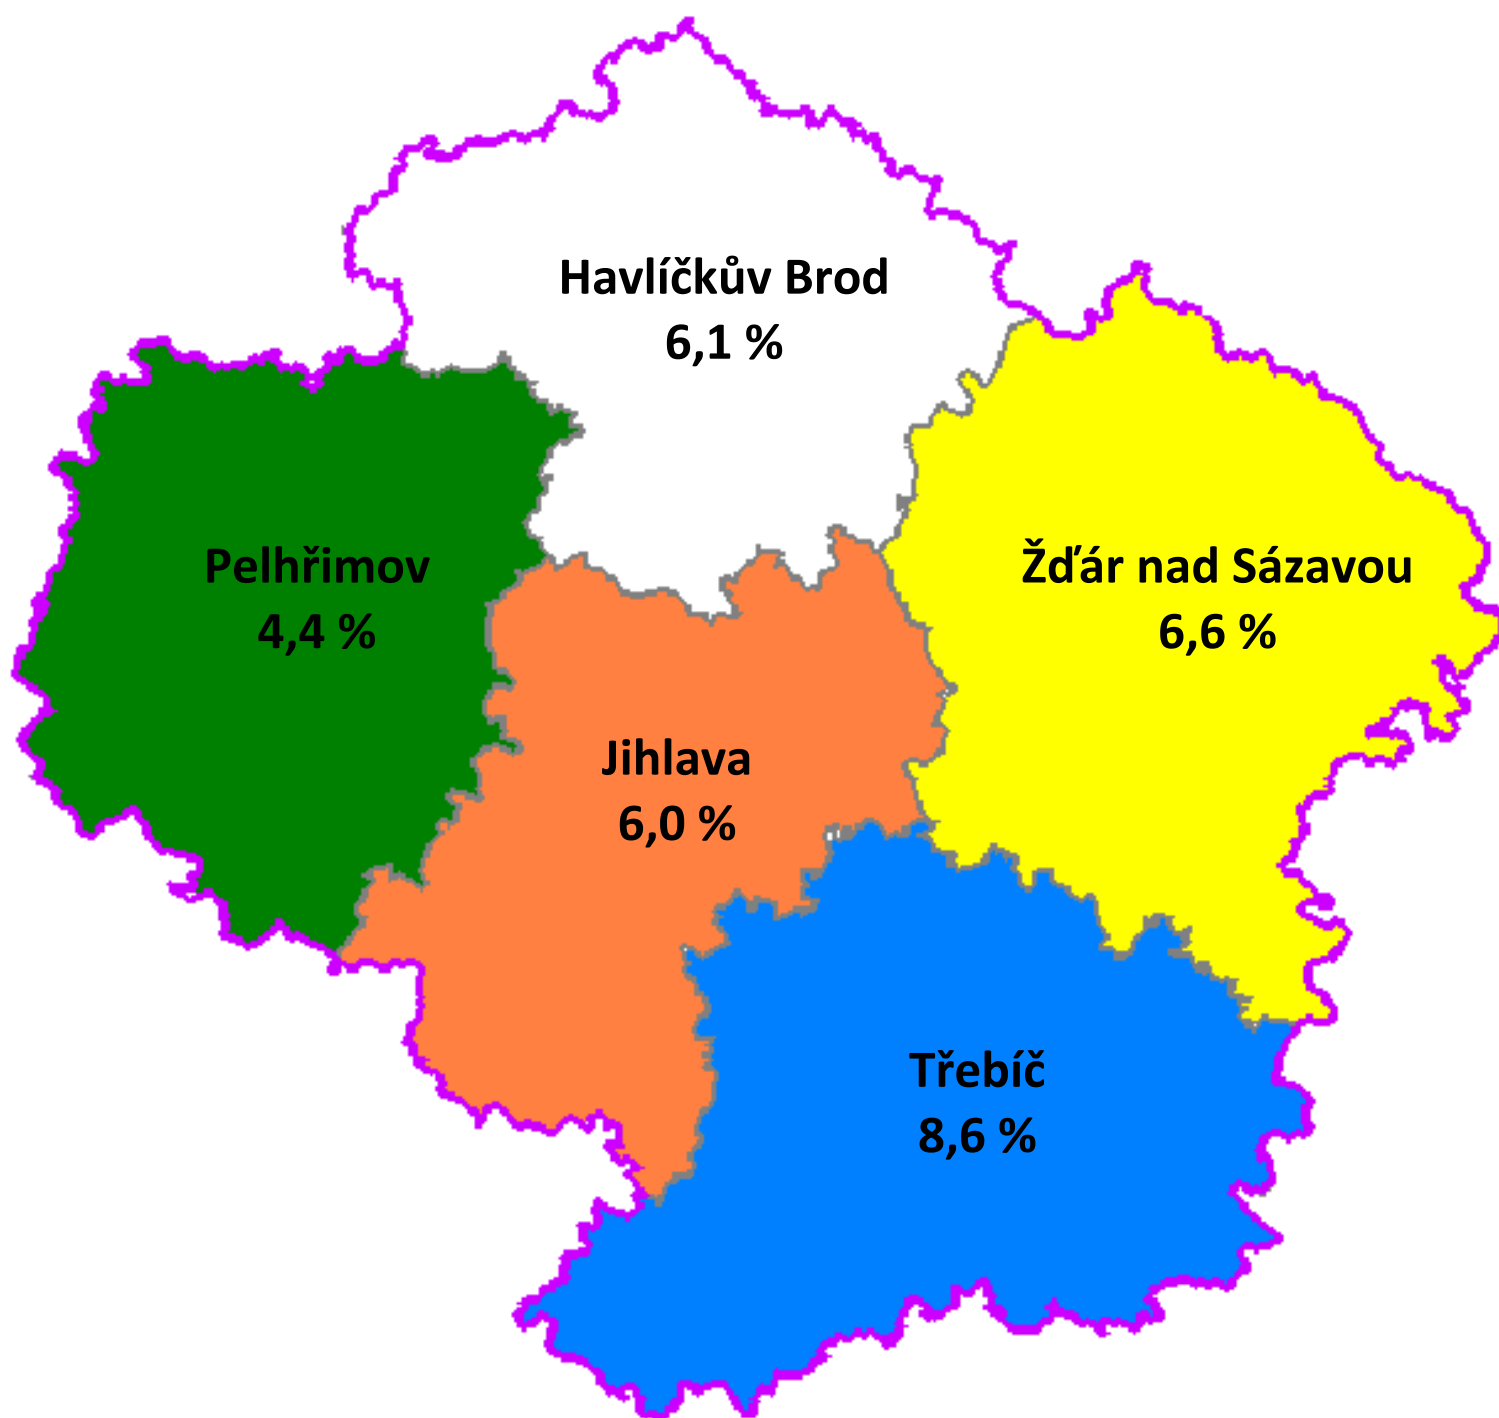 Havlíčkův Brod
6,1 %
Pelhřimov
4,4 %
Žďár nad Sázavou
6,6 %
Jihlava
6,0 %
Třebíč
8,6 %